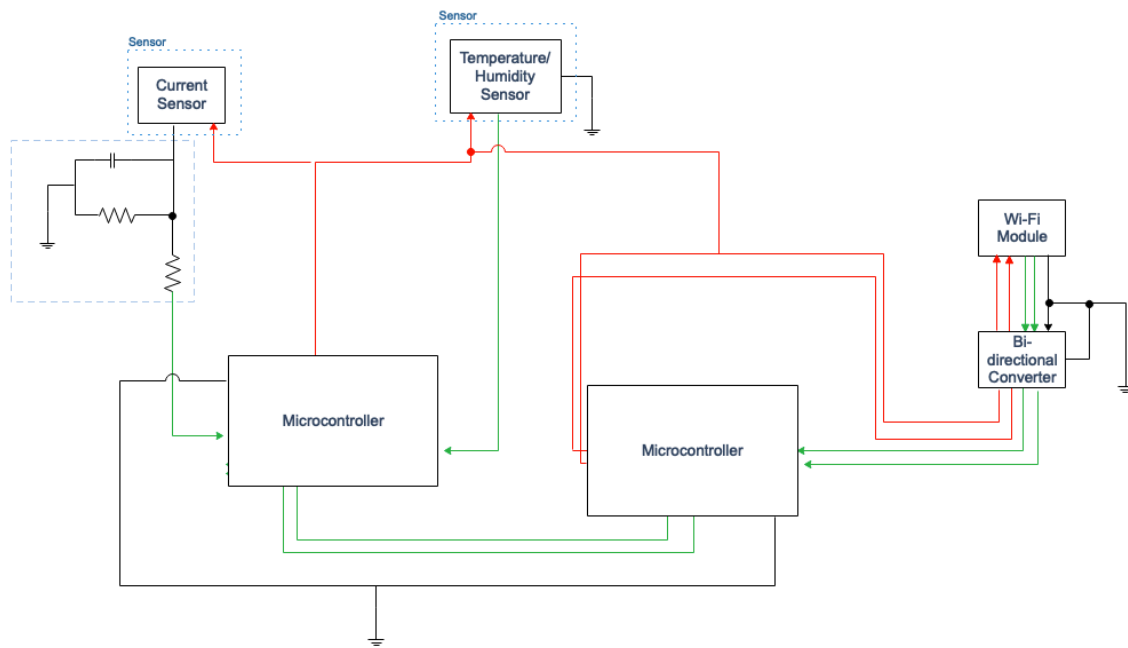 Sensor
Sensor
Temperature/
Humidity
Sensor
Current
Sensor
Wi-Fi
Module
Bi-
directional
Converter
Microcontroller
Microcontroller